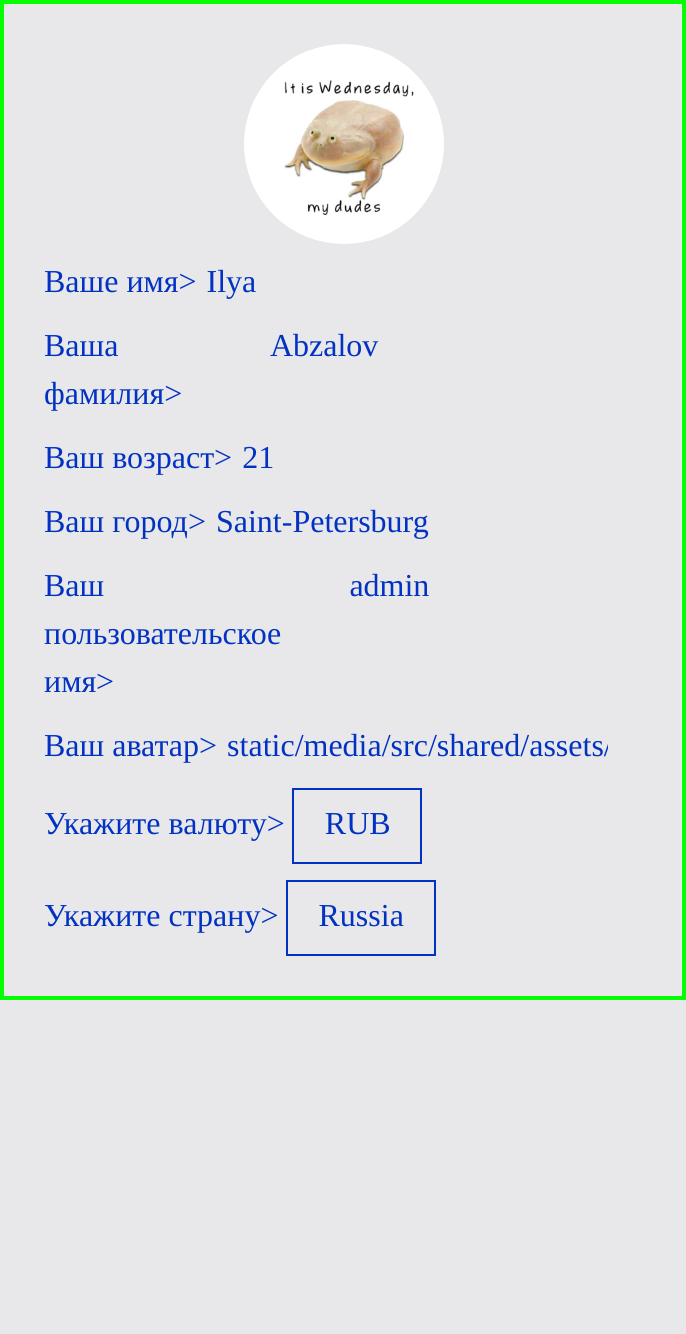 It is Wednesday,
my dudes
Ваше имя> Ilya
Ваша Abzalov
фамилия>
Ваш возраст> 21
Ваш город> Saint-Petersburg
Ваш admin
пользовательское
имя>
Ваш аватар> static/media/src/shared/assets/
Укажите валюту> RUB
Укажите страну> Russia